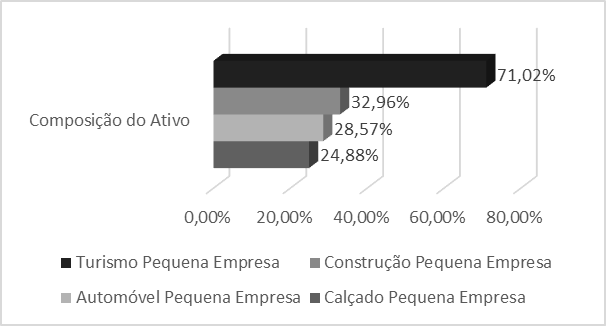 71,02%
32,96%
Composição do Ativo
28,57%
24,88%
0,00% 20,00% 40,00% 60,00% 80,00%
Turismo Pequena Empresa Construção Pequena Empresa
Automóvel Pequena Empresa Calçado Pequena Empresa